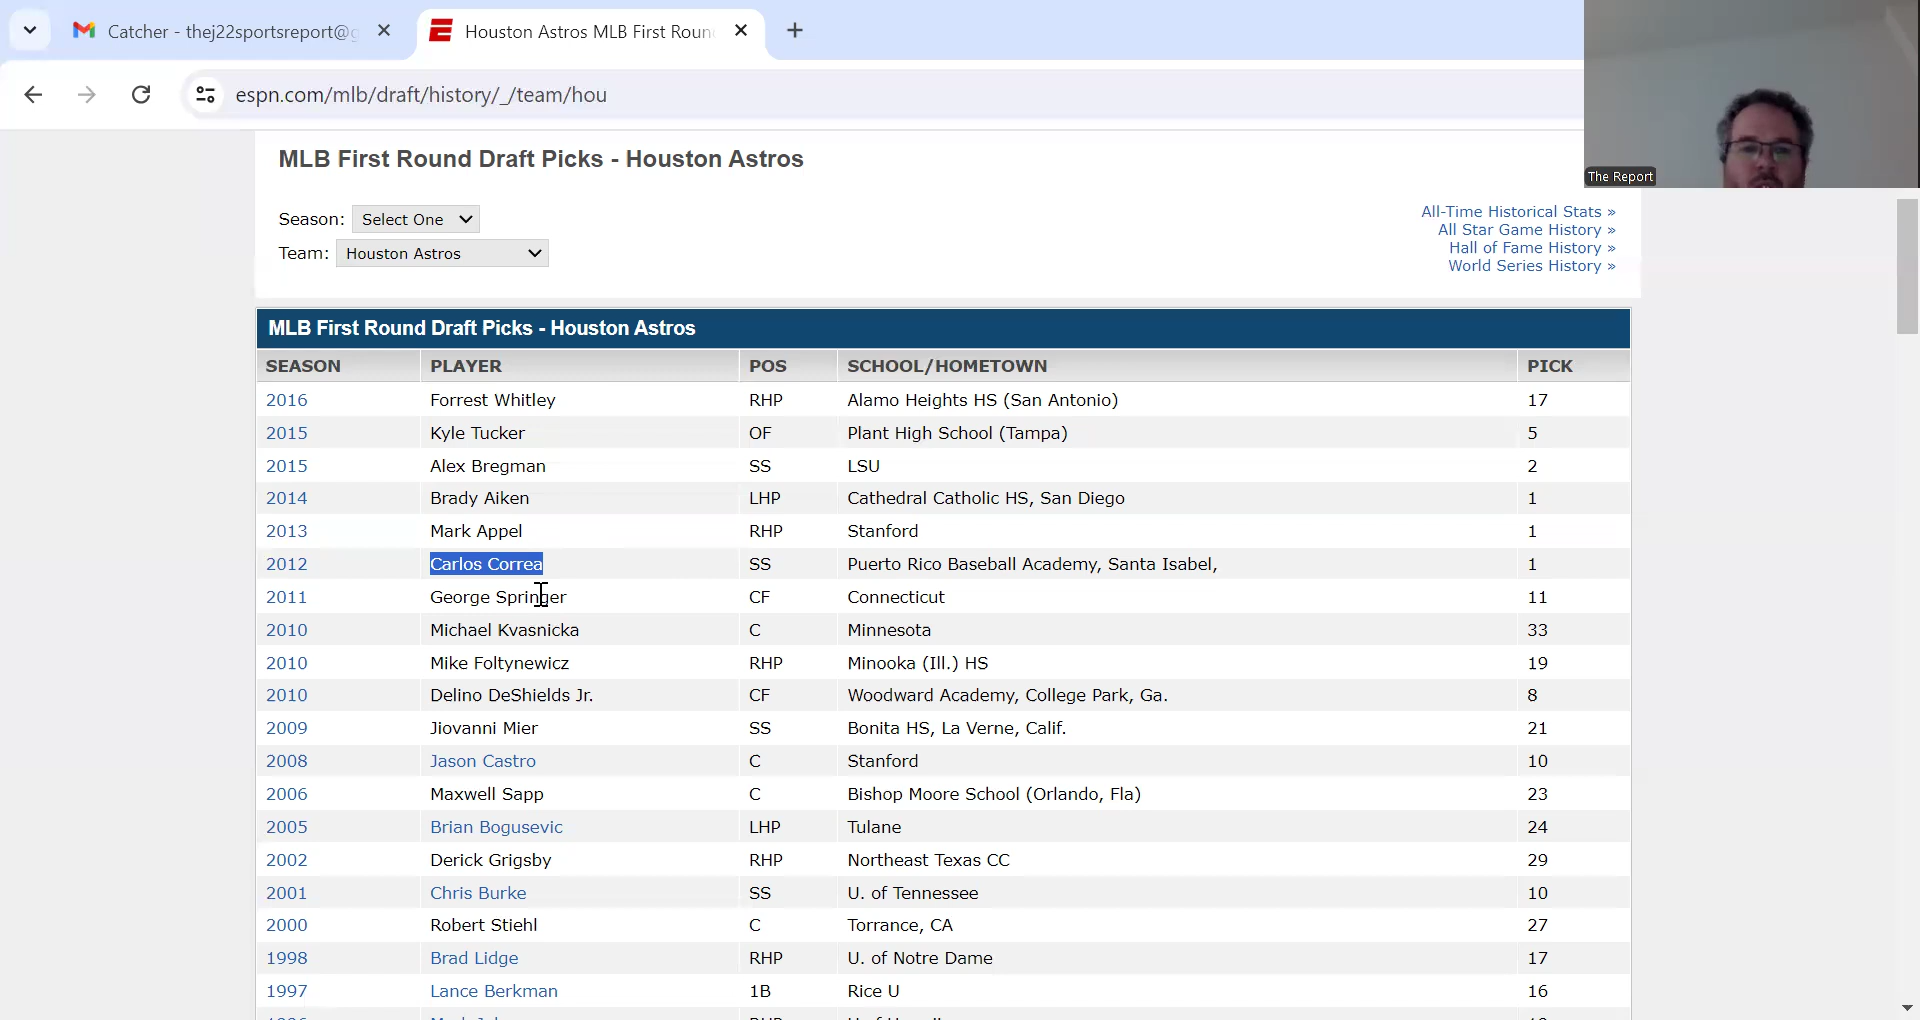 Catcher - thej22sportsreport@g
Houston Astros MLB First Roun
espn.com/mlb/draft/history/_/team/hou
The Report
MLB First Round Draft Picks - Houston Astros
Season: Select One
Team: Houston Astros
All-Time Historical Stats »
All Star Game History »
Hall of Fame History »
World Series History »
MLB First Round Draft Picks - Houston Astros
SEASON PLAYER POS SCHOOL/HOMETOWN PICK
2016 Forrest Whitley RHP Alamo Heights HS (San Antonio) 17
2015 Kyle Tucker OF Plant High School (Tampa) 5
2015 Alex Bregman SS LSU 2
2014 Brady Aiken LHP Cathedral Catholic HS, San Diego 1
2013 Mark Appel RHP Stanford 1
2012 Carlos Correa SS Puerto Rico Baseball Academy, Santa Isabel, 1
2011 George Springer CF Connecticut 11
2010 Michael Kvasnicka C Minnesota 33
2010 Mike Foltynewicz RHP Minooka (Ill.) HS 19
2010 Delino DeShields Jr. CF Woodward Academy, College Park, Ga. 8
2009 Jiovanni Mier SS Bonita HS, La Verne, Calif. 21
2008 Jason Castro C Stanford 10
2006 Maxwell Sapp C Bishop Moore School (Orlando, Fla) 23
2005 Brian Bogusevic LHP Tulane 24
2002 Derick Grigsby RHP Northeast Texas CC 29
2001 Chris Burke SS U. of Tennessee 10
2000 Robert Stiehl C Torrance, CA 27
1998 Brad Lidge RHP U. of Notre Dame 17
1997 Lance Berkman 1B Rice U 16